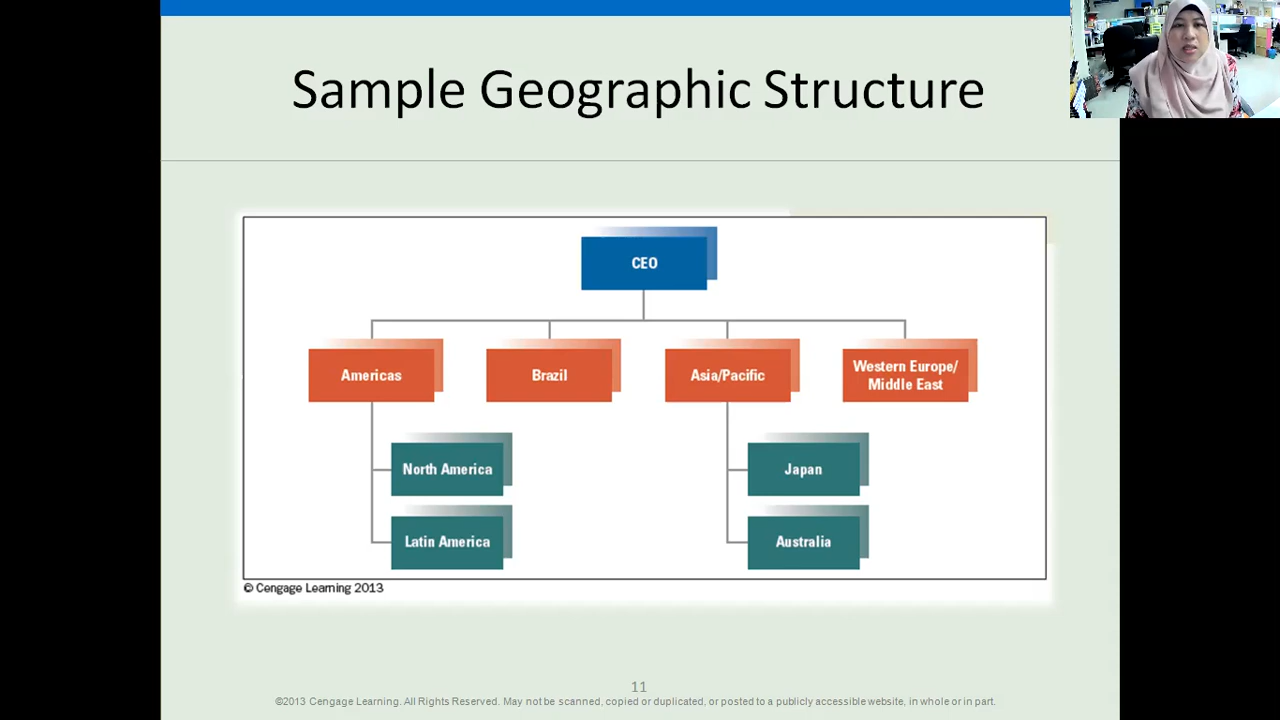 Sample Geographic Structure
CEO
Americas
Brazil
Asia/Pacific
Western Europe/
Middle East
North America
Japan
Latin America
Australia
© Cengage Learning 2013
11
©2013 Cengage Learning. All Rights Reserved. May not be scanned, copied or duplicated, or posted to a publicly accessible website, in whole or in part.